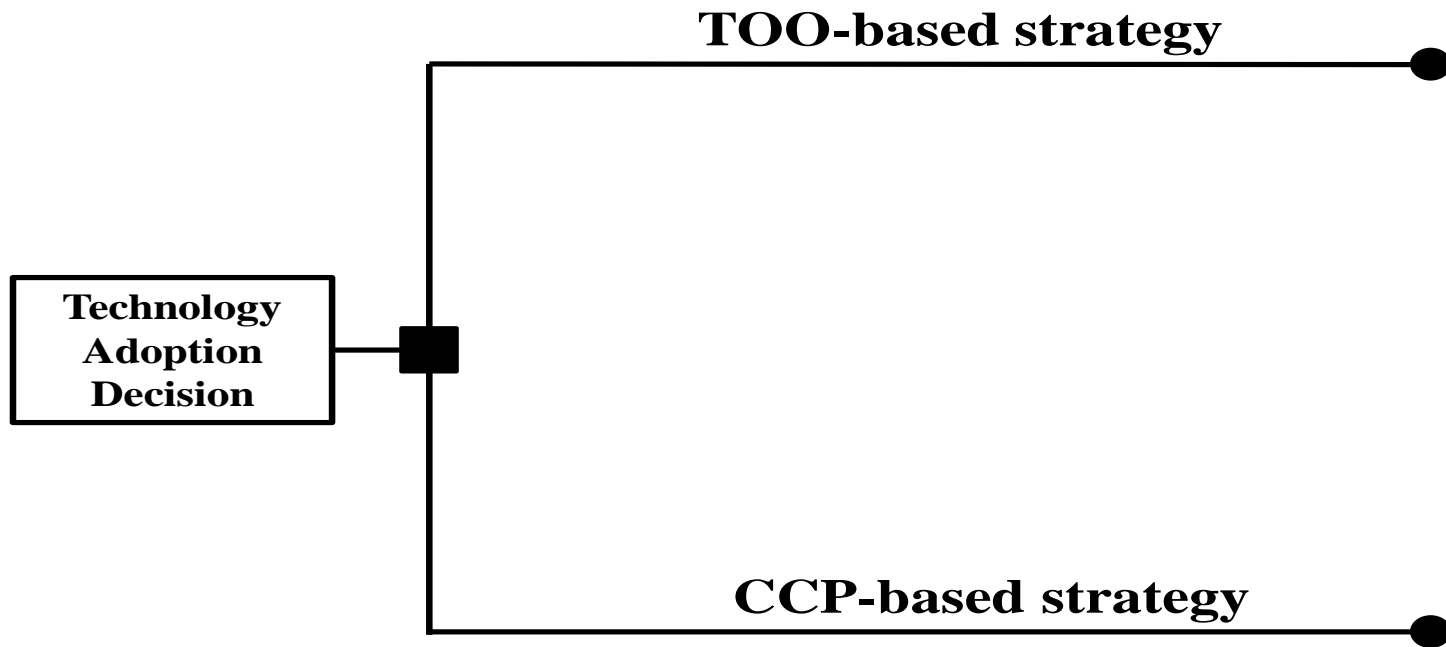 TOO-based strategy
Technology
Adoption
Decision
CCP-based strategy